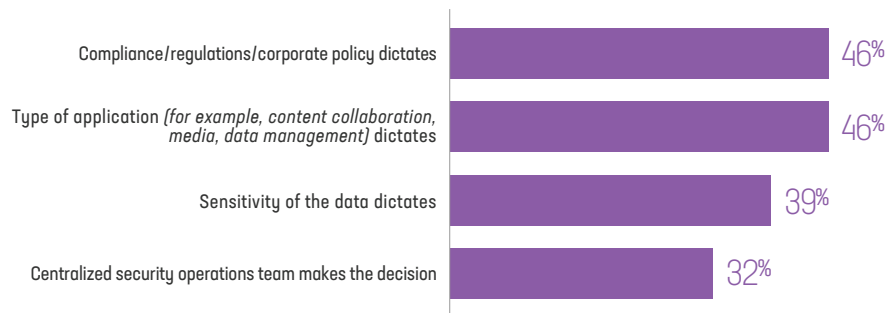 Compliance/regulations/corporate policy dictates
46%
Type of application (for example, content collaboration,
media, data management) dictates
46%
Sensitivity of the data dictates
39%
Centralized security operations team makes the decision
32%